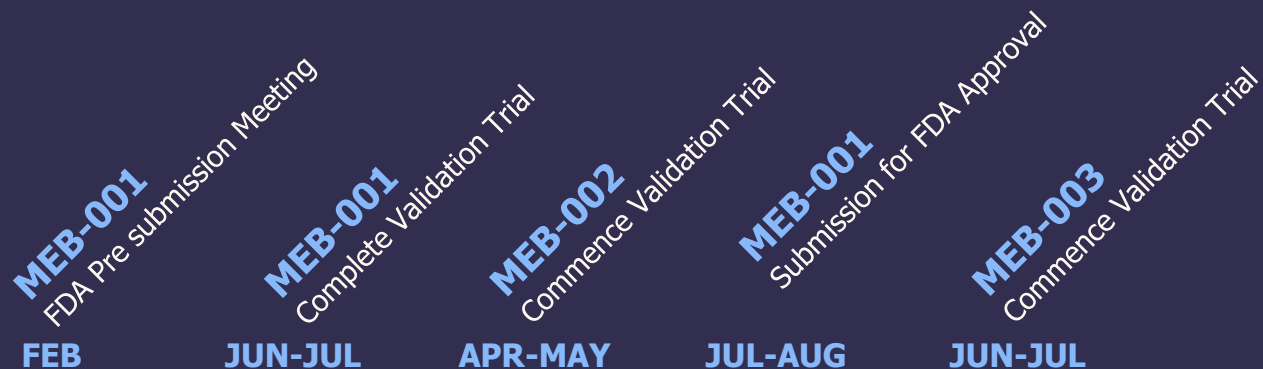 MEB-001
FDA Pre submission Meeting
MEB-001
Complete Validation Trial
MEB-002
Commence Validation Trial
MEB-001
Submission for FDA Approval
MEB-003
Commence Validation Trial
FEB
JUN-JUL
APR-MAY
JUL-AUG
JUN-JUL